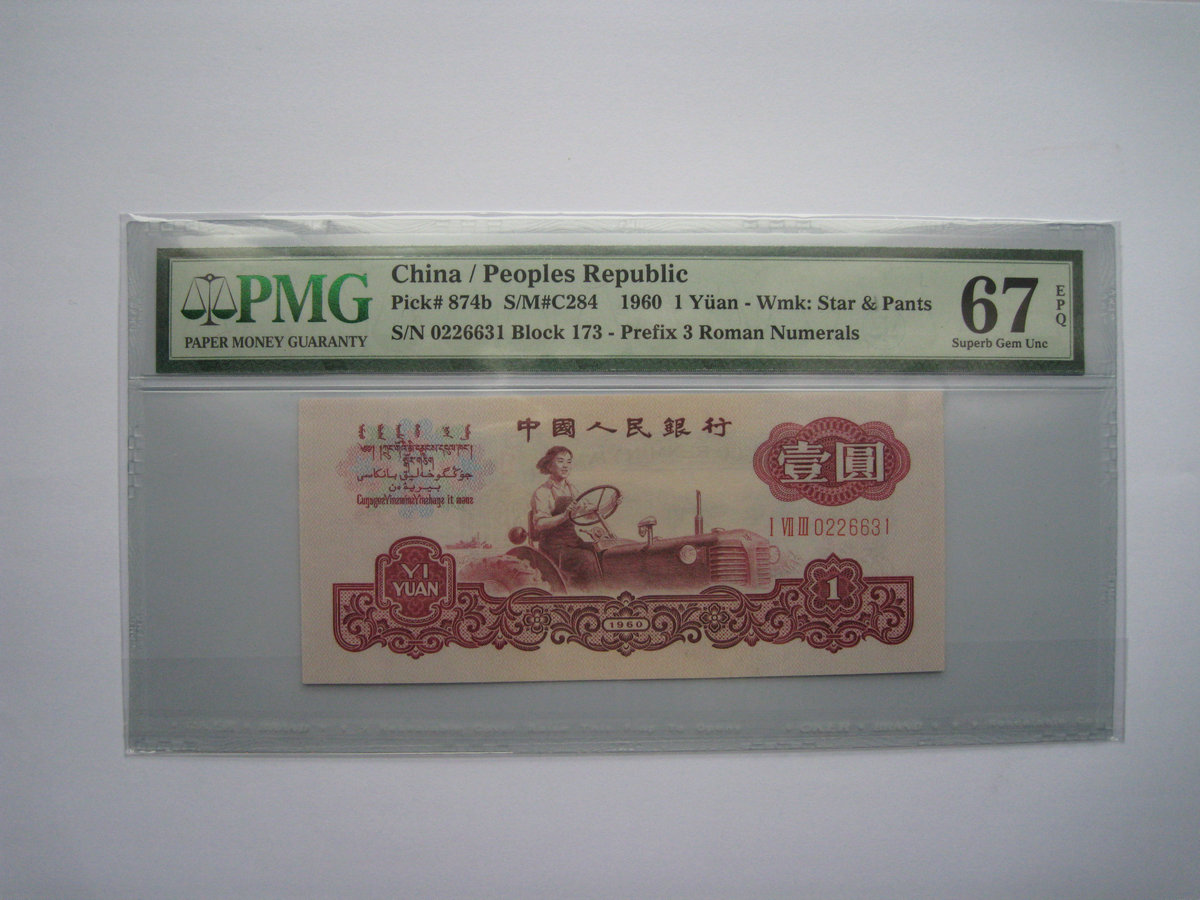 PMG
PAPER MONEY GUARANTY
China / Peoples Republic
Pick# 874b S/M#C284 1960 1 Yüan - Wmk: Star & Pants
S/N 0226631 Block 173 - Prefix 3 Roman Numerals
67
EPQ
Superb Gem Unc
中國人民銀行
壹圓
I VII III 0226631
YI
YUAN
1960
1